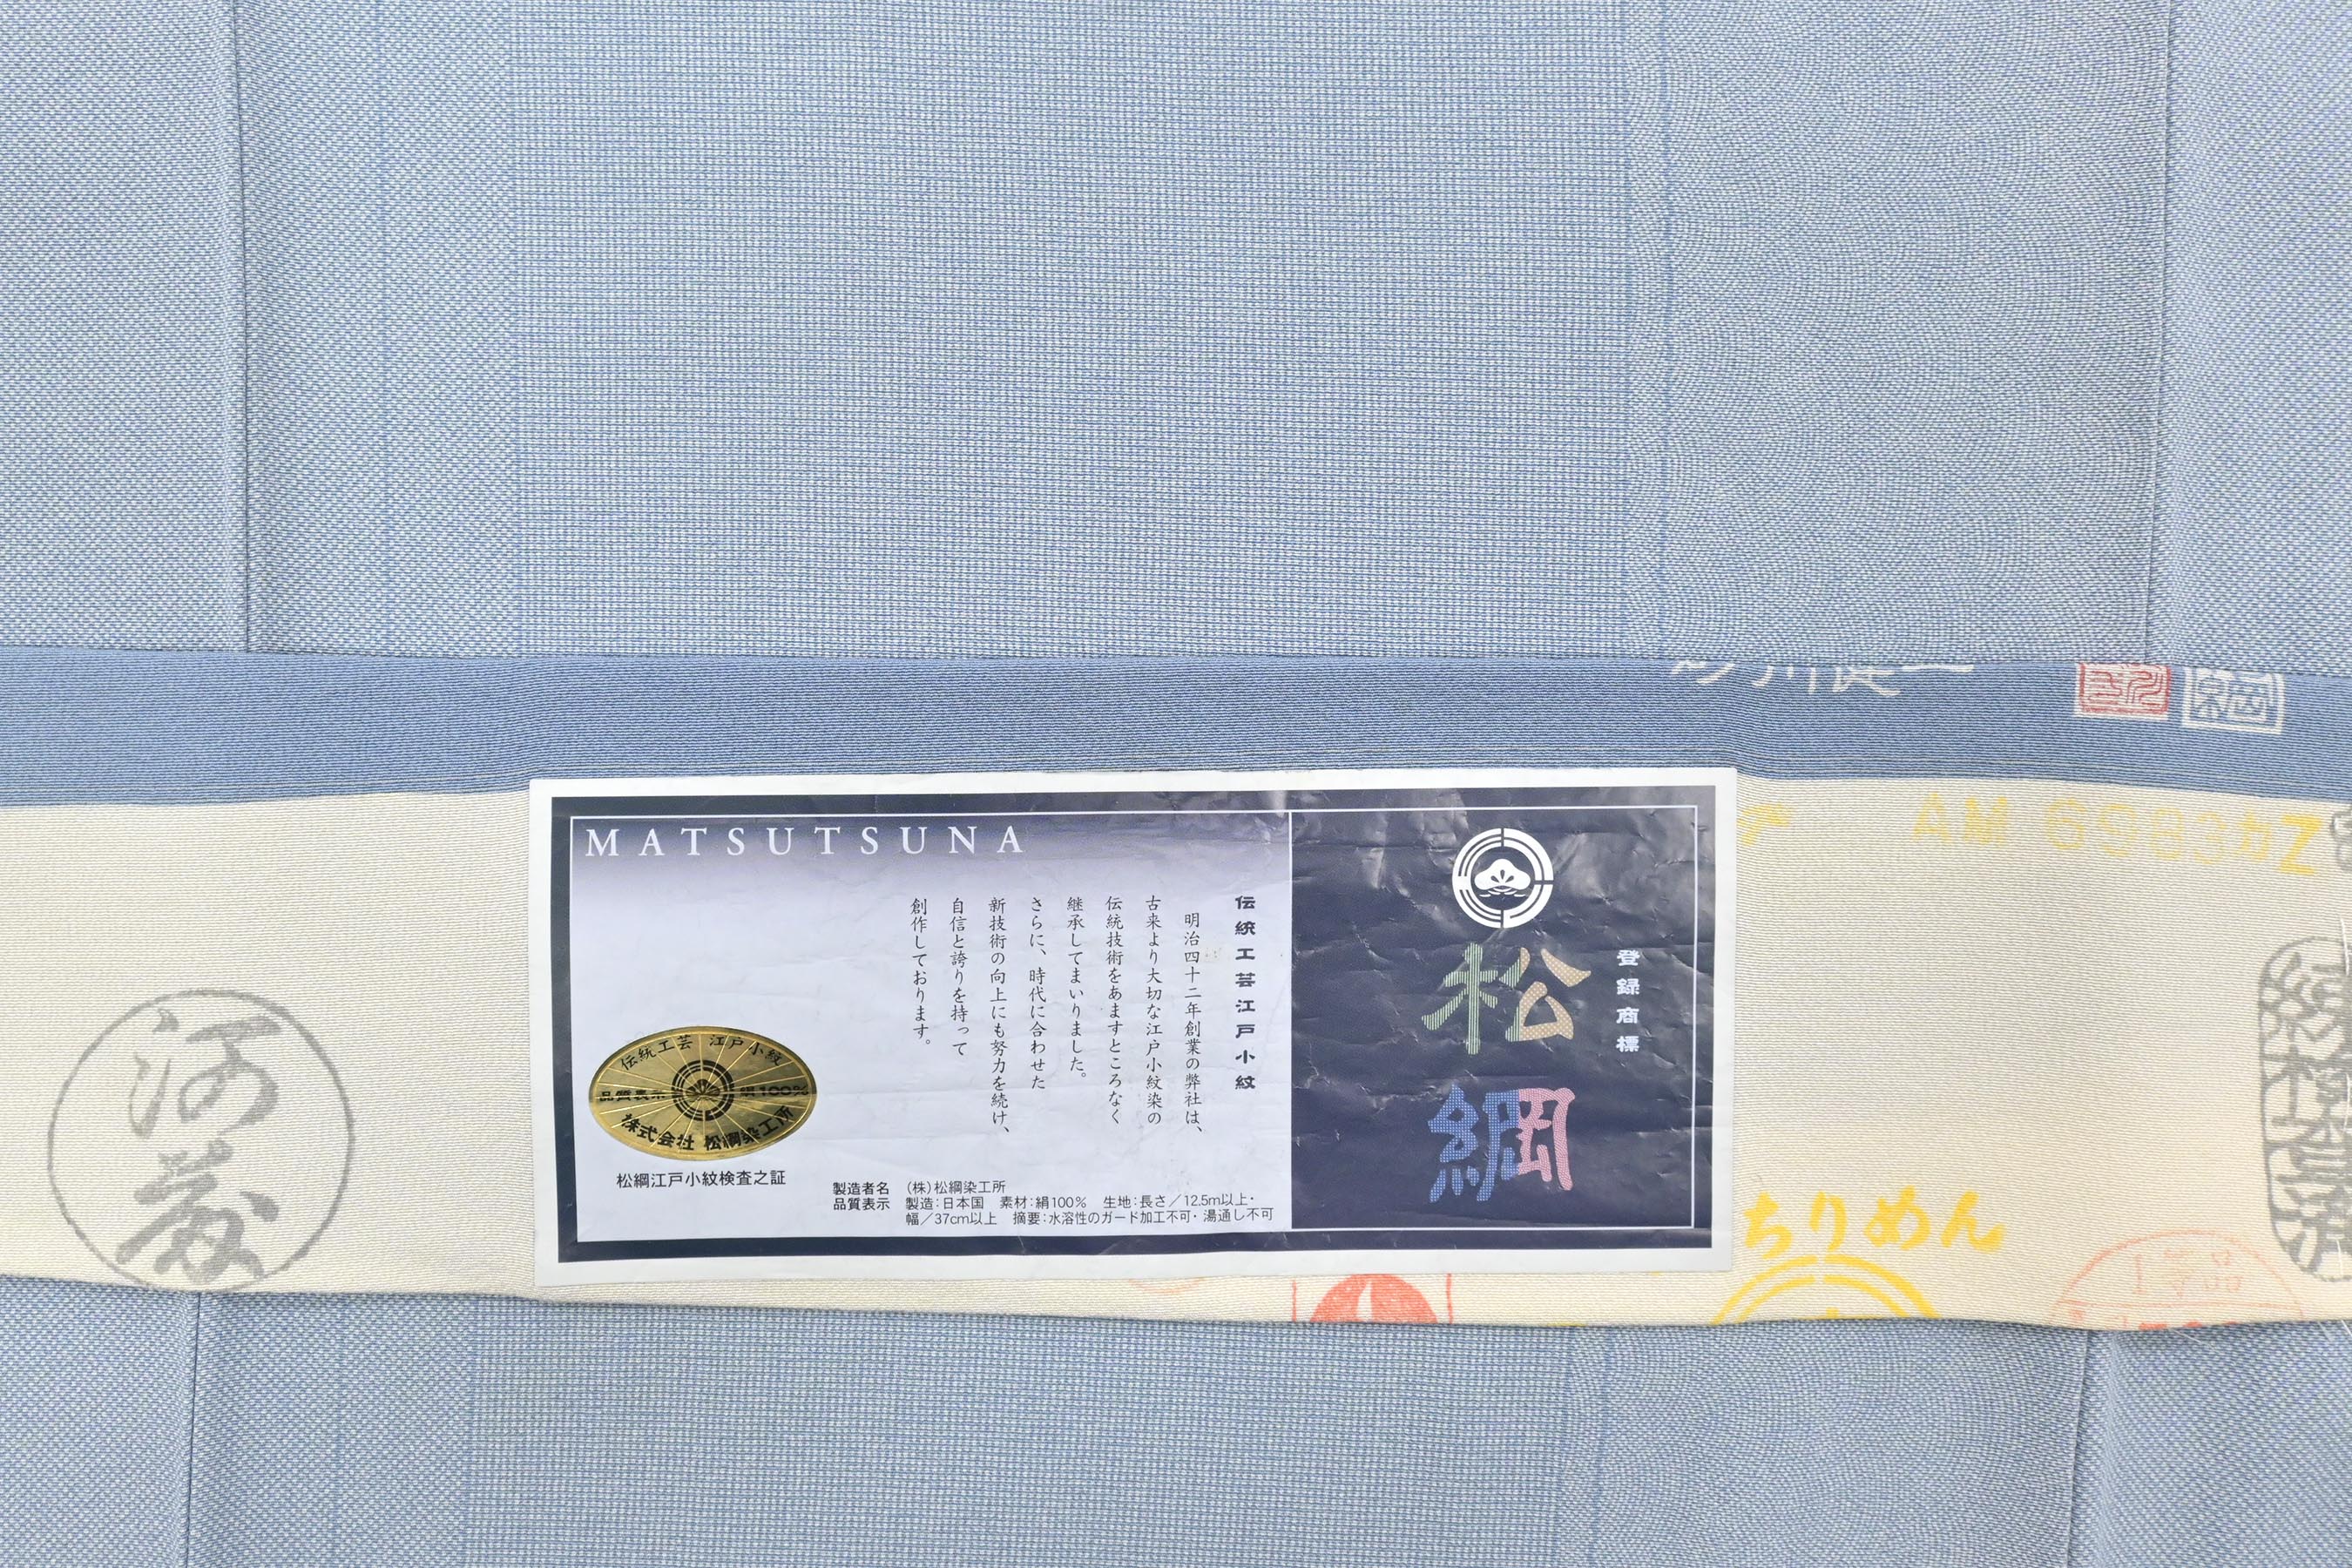 MATSUTSUNA
登録商標
松綱
伝統工芸江戸小紋
明治四十二年創業の弊社は、
古来より大切な江戸小紋染の
伝統技術をあますところなく
継承してまいりました。
さらに、時代に合わせた
新技術の向上にも努力を続け、
自信と誇りを持って
創作しております。
伝統工芸 江戸小紋
品質表示 絹100%
株式会社 松綱染工所
松綱江戸小紋検査之証
製造者名 (株)松綱染工所
品質表示 製造:日本国 素材:絹100% 生地:長さ/12.5m以上・
幅/37cm以上 摘要:水溶性のガード加工不可・湯通し不可
AM 6983カZ
ちりめん
1等品